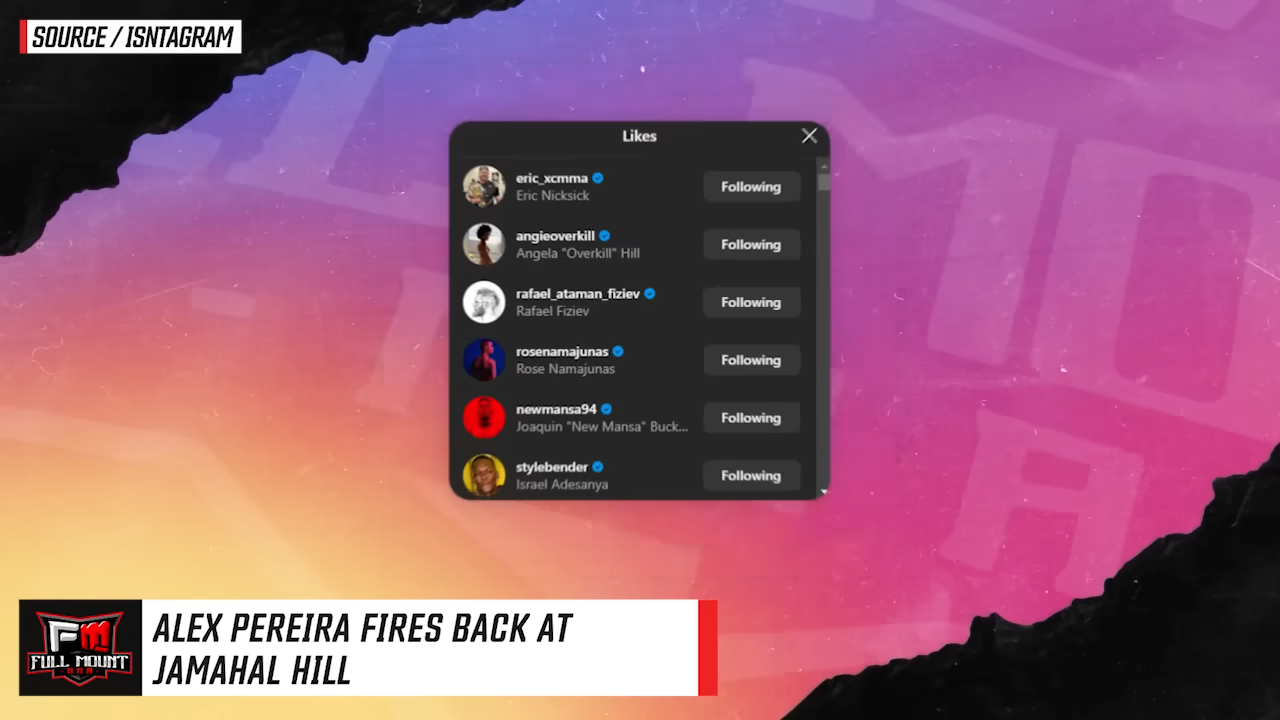 SOURCE / ISNTAGRAM
Likes
eric_xcmma
Eric Nicksick
Following
angieoverkill
Angela "Overkill" Hill
Following
rafael_ataman_fiziev
Rafael Fiziev
Following
rosenamajunas
Rose Namajunas
Following
newmansa94
Joaquin "New Mansa" Buck...
Following
stylebender
Israel Adesanya
Following
FM
FULL MOUNT
ALEX PEREIRA FIRES BACK AT
JAMAHAL HILL